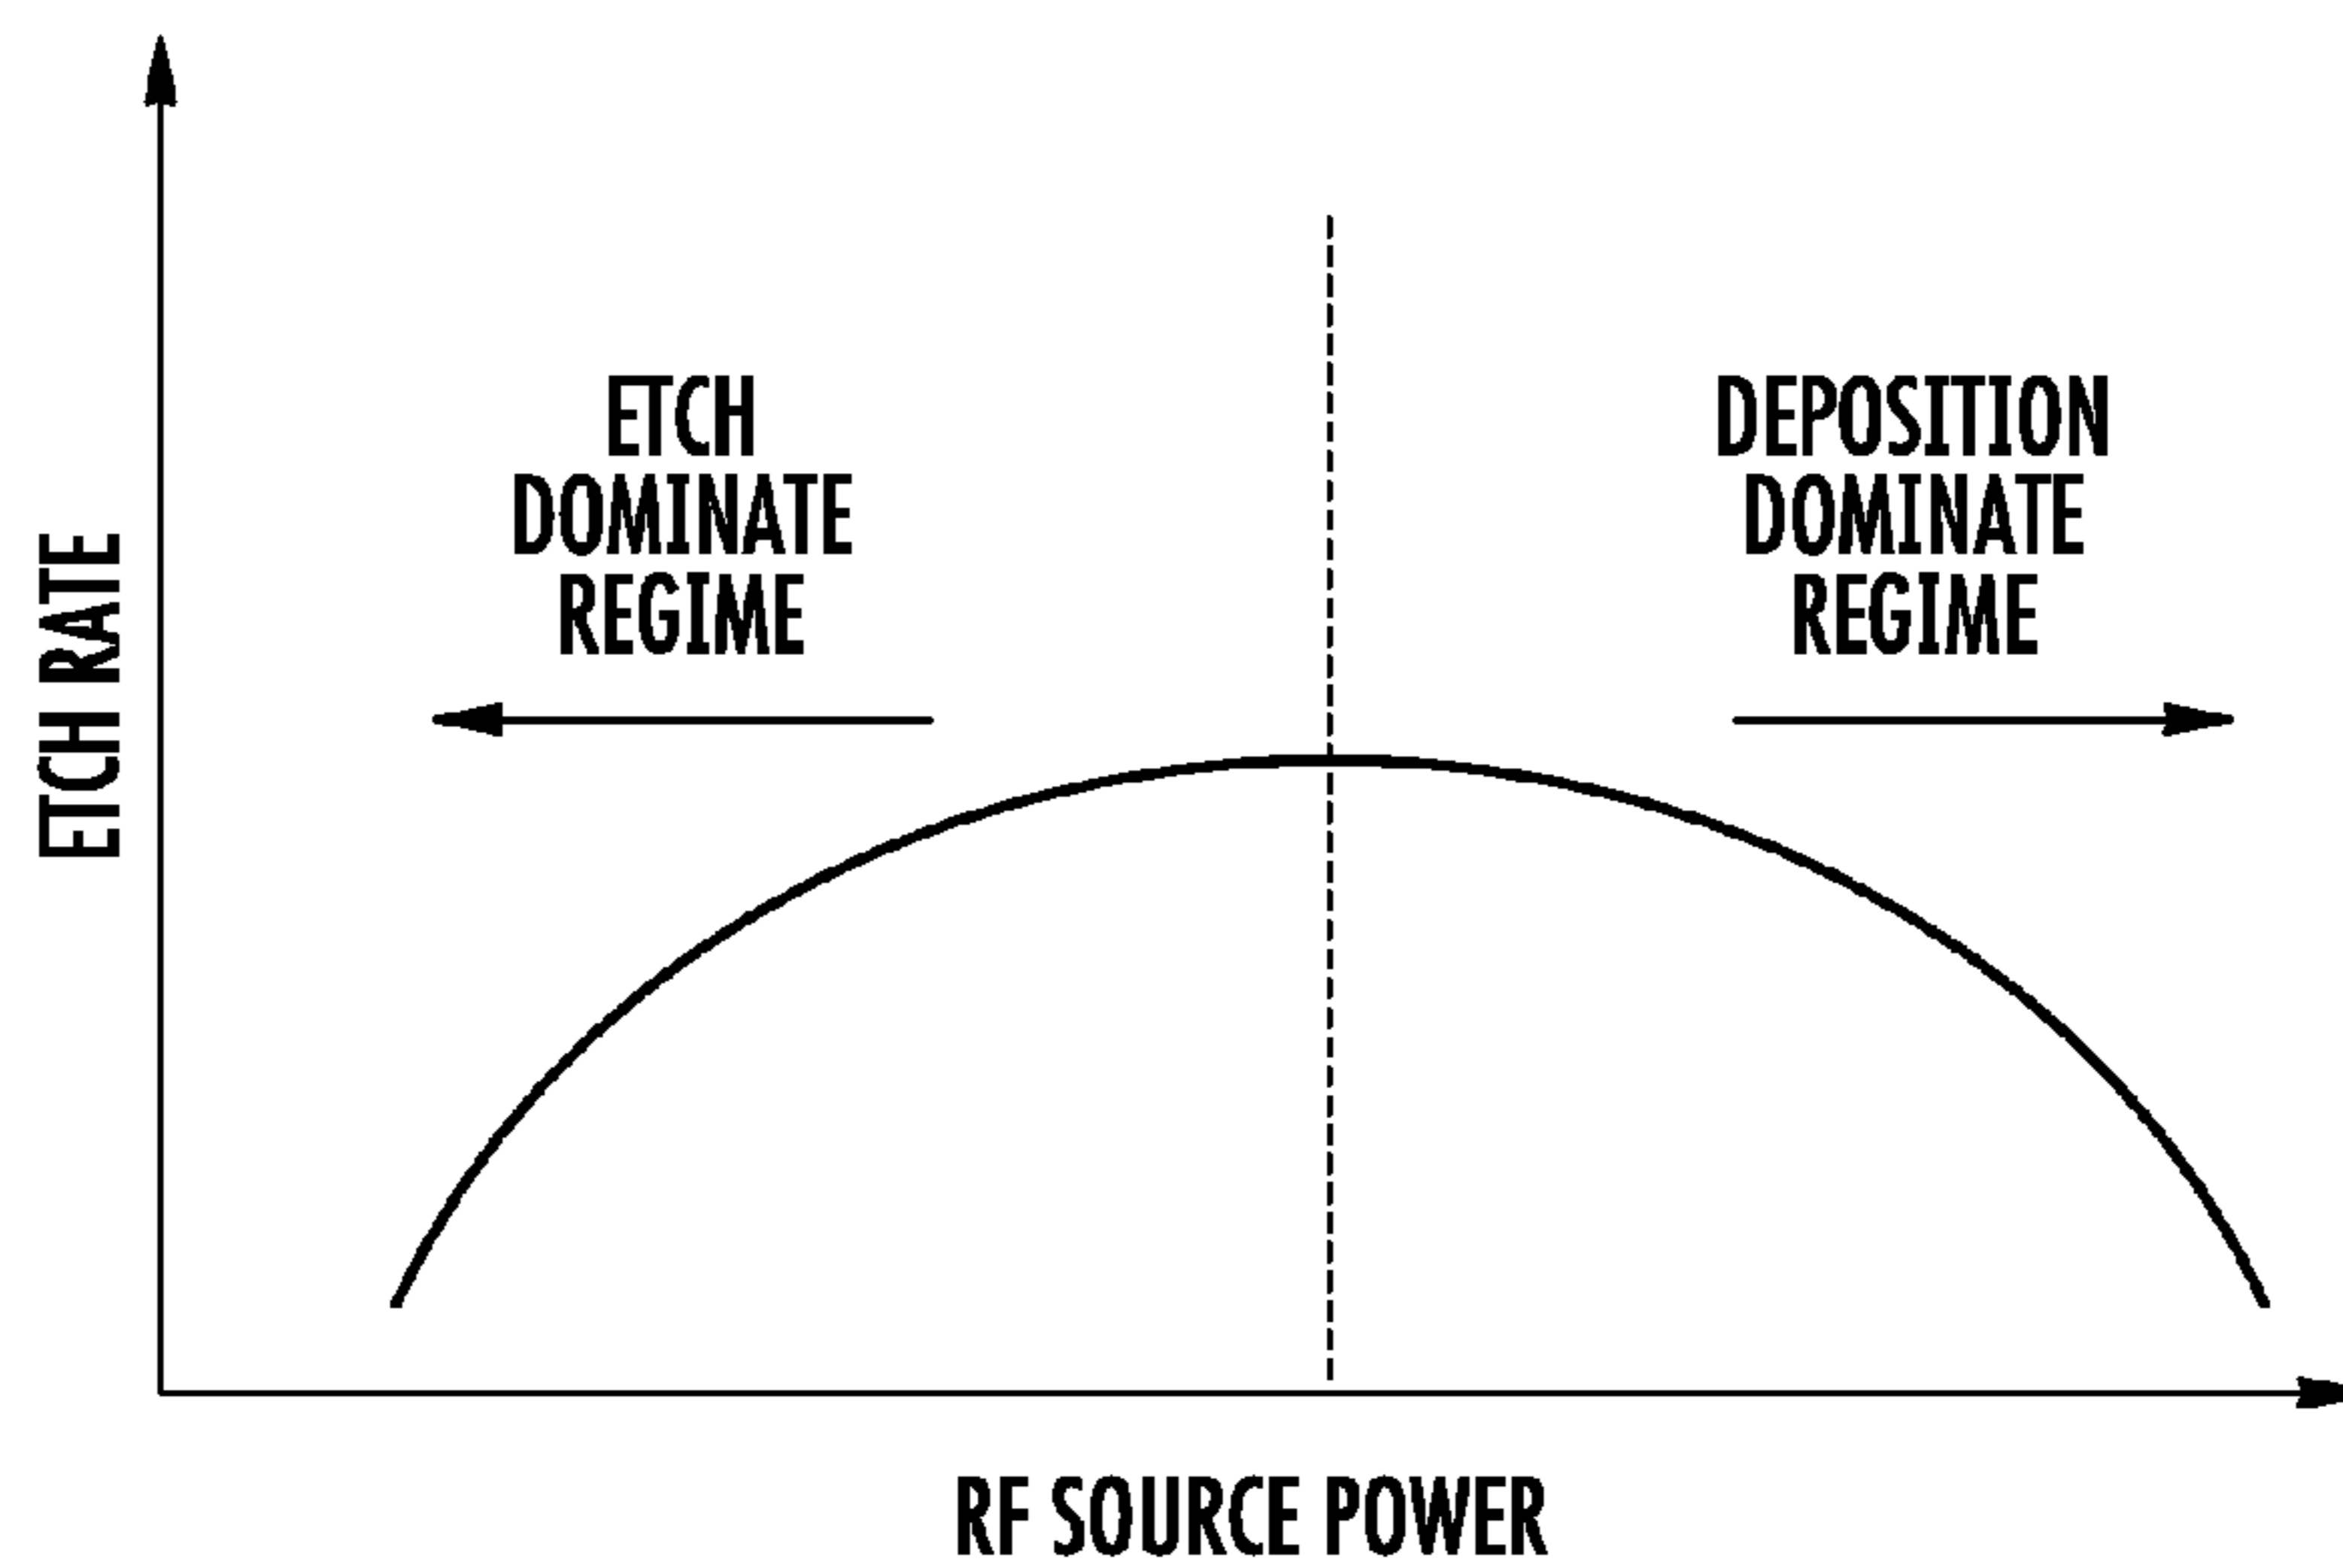 ETCH RATE
ETCH
DOMINATE
REGIME
DEPOSITION
DOMINATE
REGIME
RF SOURCE POWER